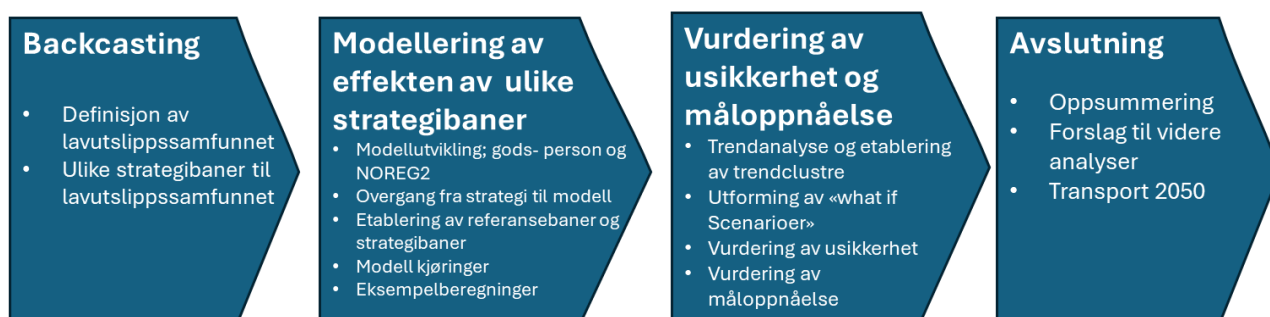 Backcasting
• Definisjon av
lavutslippssamfunnet
• Ulike strategibaner til
lavutslippssamfunnet
Modellering av
effekten av ulike
strategibaner
• Modellutvikling; gods- person og
NOREG2
• Overgang fra strategi til modell
• Etablering av referansebaner og
strategibaner
• Modell kjøringer
• Eksempelberegninger
Vurdering av
usikkerhet og
måloppnåelse
• Trendanalyse og etablering
av trendclustre
• Utforming av «what if
Scenarioer»
• Vurdering av usikkerhet
• Vurdering av
måloppnåelse
Avslutning
• Oppsummering
• Forslag til videre
analyser
• Transport 2050